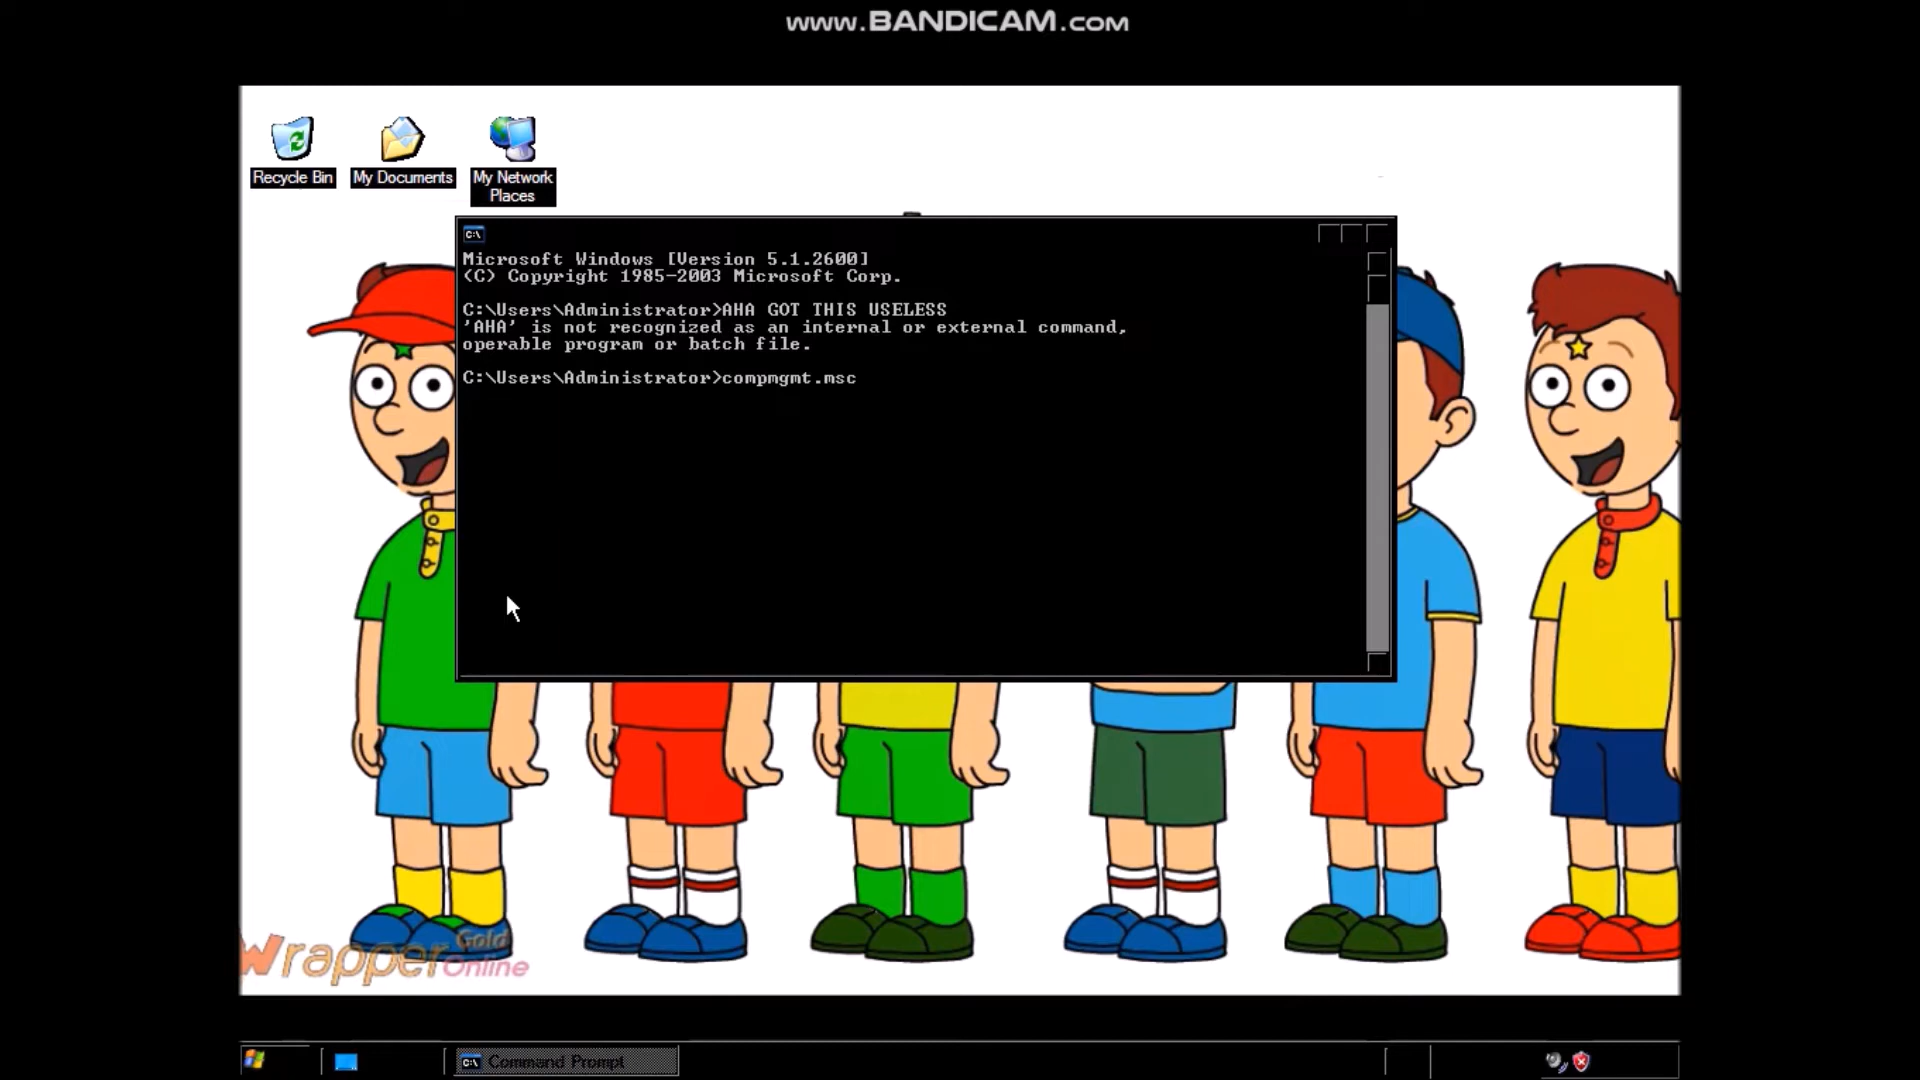 www.BANDICAM.com
Recycle Bin
My Documents
My Network
Places
C:\
Microsoft Windows [Version 5.1.2600]
(C) Copyright 1985-2003 Microsoft Corp.
C:\Users\Administrator>AHA GOT THIS USELESS
'AHA' is not recognized as an internal or external command,
operable program or batch file.
C:\Users\Administrator>compmgmt.msc
Wrapper Gold
Online
C:\ Command Prompt